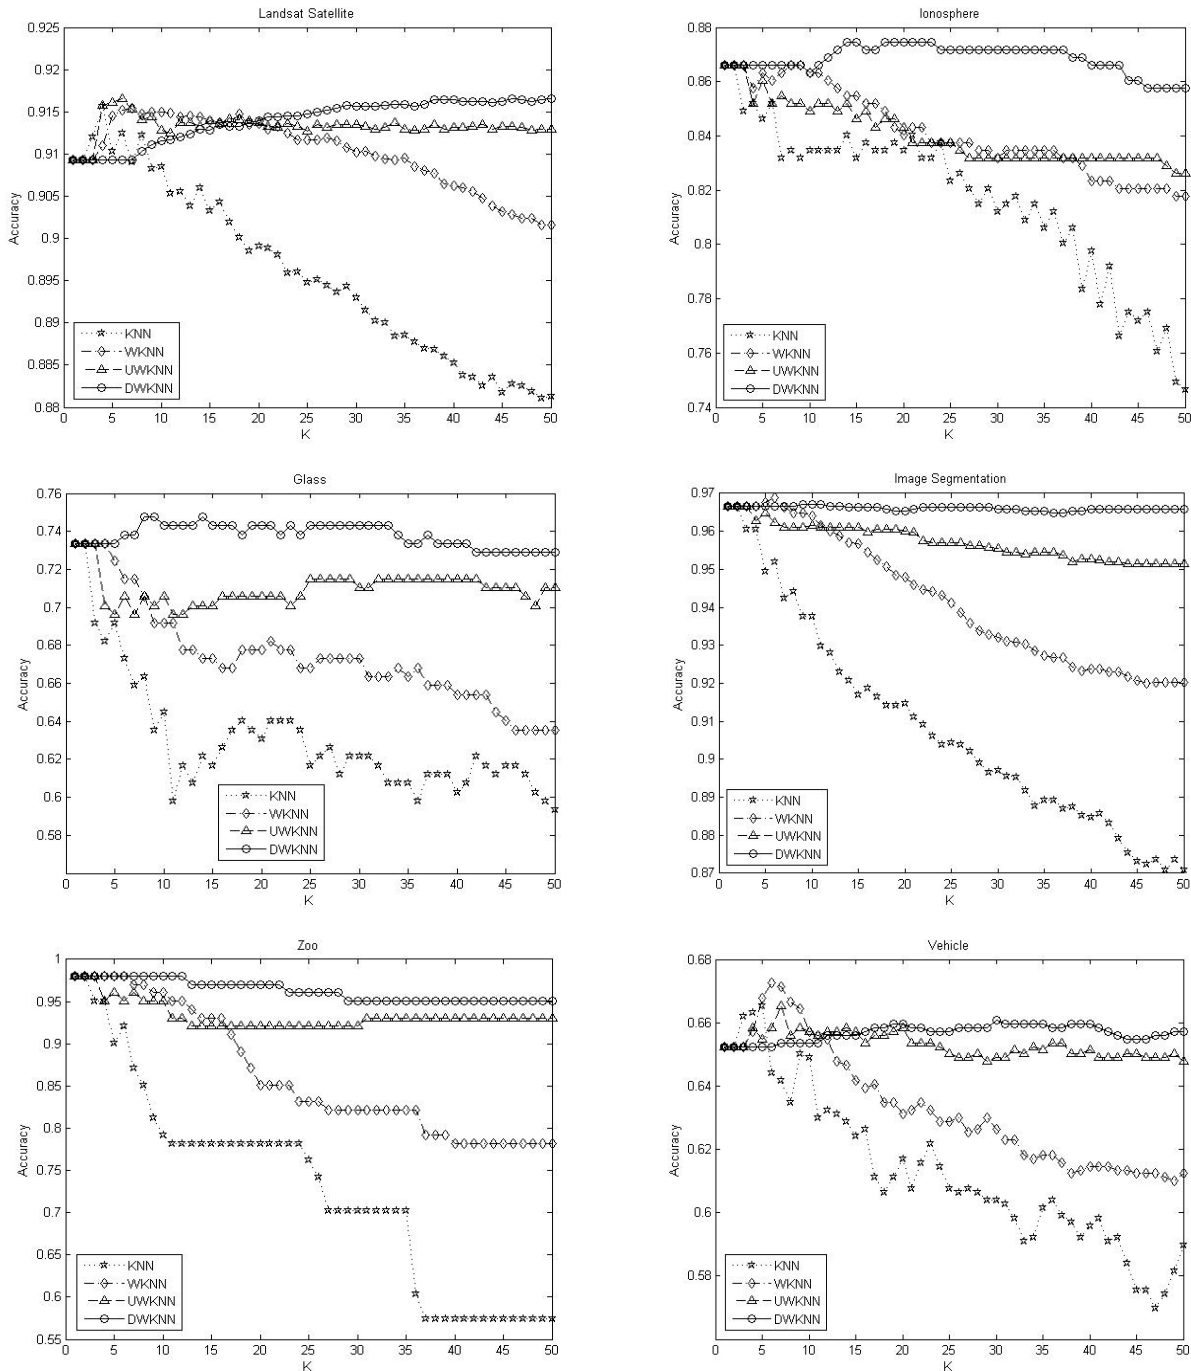 Landsat Satellite
0.925
0.92
0.915
0.91
0.905
0.9
0.895
0.89
0.885
0.88
Accuracy
KNN
WKNN
UWKNN
DWKNN
0 5 10 15 20 25 30 35 40 45 50
K
Ionosphere
0.88
0.86
0.84
0.82
0.8
0.78
0.76
0.74
Accuracy
KNN
WKNN
UWKNN
DWKNN
0 5 10 15 20 25 30 35 40 45 50
K
Glass
0.76
0.74
0.72
0.7
0.68
0.66
0.64
0.62
0.6
0.58
Accuracy
KNN
WKNN
UWKNN
DWKNN
0 5 10 15 20 25 30 35 40 45 50
K
Image Segmentation
0.97
0.96
0.95
0.94
0.93
0.92
0.91
0.9
0.89
0.88
0.87
Accuracy
KNN
WKNN
UWKNN
DWKNN
0 5 10 15 20 25 30 35 40 45 50
K
Zoo
1
0.95
0.9
0.85
0.8
0.75
0.7
0.65
0.6
0.55
Accuracy
KNN
WKNN
UWKNN
DWKNN
0 5 10 15 20 25 30 35 40 45 50
K
Vehicle
0.68
0.66
0.64
0.62
0.6
0.58
Accuracy
KNN
WKNN
UWKNN
DWKNN
0 5 10 15 20 25 30 35 40 45 50
K